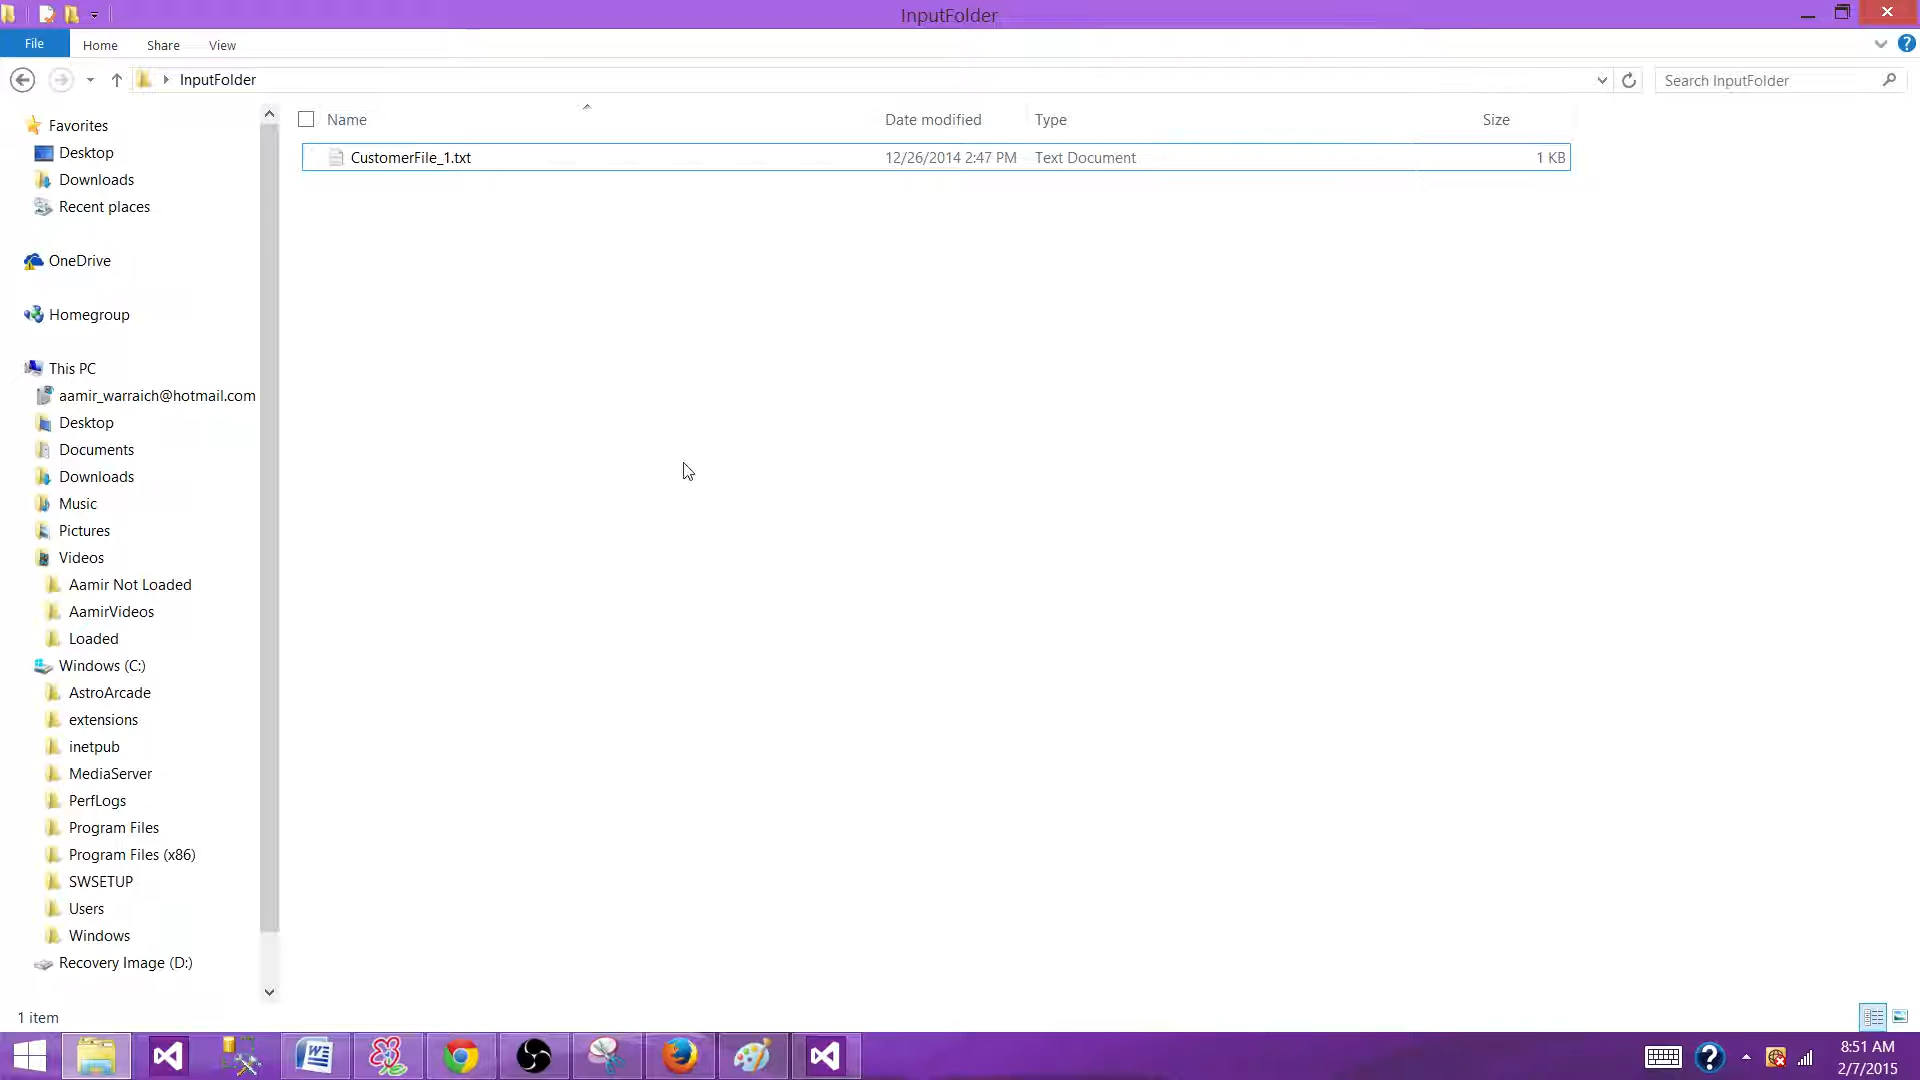 InputFolder
File Home Share View
InputFolder
Search InputFolder
Name Date modified Type Size
CustomerFile_1.txt 12/26/2014 2:47 PM Text Document 1 KB
Favorites
Desktop
Downloads
Recent places
OneDrive
Homegroup
This PC
aamir_warraich@hotmail.com
Desktop
Documents
Downloads
Music
Pictures
Videos
Aamir Not Loaded
AamirVideos
Loaded
Windows (C:)
AstroArcade
extensions
inetpub
MediaServer
PerfLogs
Program Files
Program Files (x86)
SWSETUP
Users
Windows
Recovery Image (D:)
1 item
8:51 AM
2/7/2015